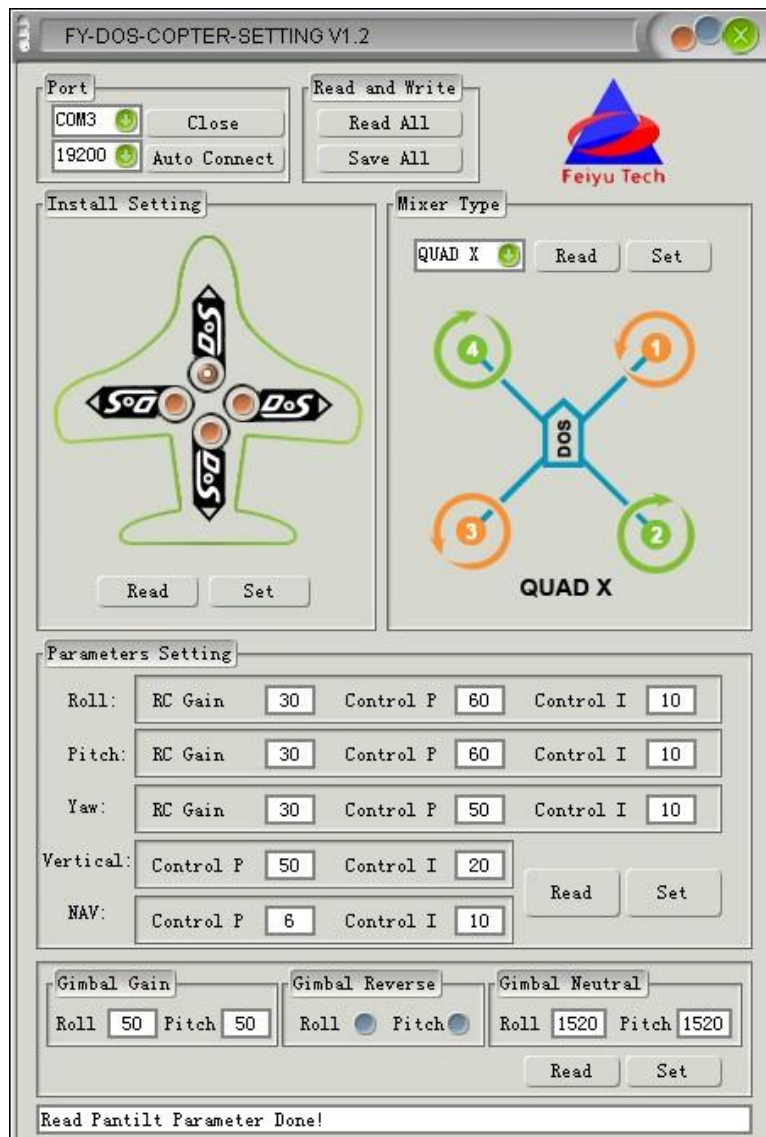 FY-DOS-COPTER-SETTING V1.2
Port
COM3 Close
19200 Auto Connect
Read and Write
Read All
Save All
Feiyu Tech
Install Setting
DOS
DOS DOS
DOS
Read Set
Mixer Type
QUAD X Read Set
4 1
DOS
3 2
QUAD X
Parameters Setting
Roll: RC Gain 30 Control P 60 Control I 10
Pitch: RC Gain 30 Control P 60 Control I 10
Yaw: RC Gain 30 Control P 50 Control I 10
Vertical: Control P 50 Control I 20
NAV: Control P 6 Control I 10
Read Set
Gimbal Gain
Roll 50 Pitch 50
Gimbal Reverse
Roll Pitch
Gimbal Neutral
Roll 1520 Pitch 1520
Read Set
Read Pantilt Parameter Done!